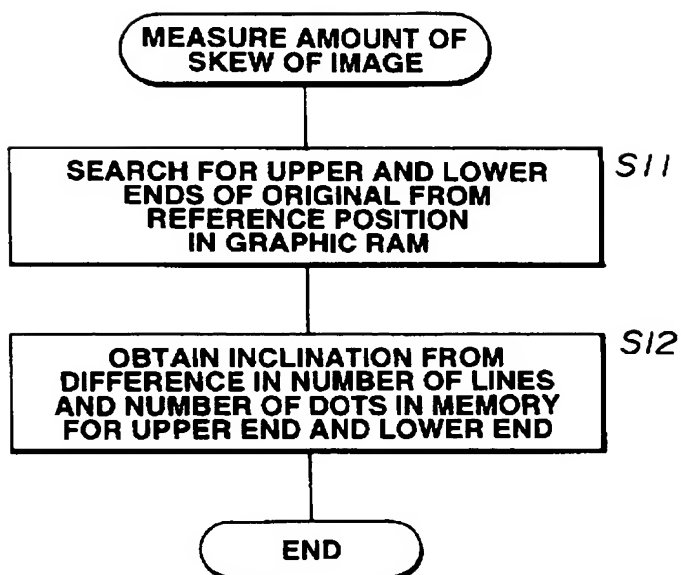 MEASURE AMOUNT OF
SKEW OF IMAGE
S11
SEARCH FOR UPPER AND LOWER
ENDS OF ORIGINAL FROM
REFERENCE POSITION
IN GRAPHIC RAM
S12
OBTAIN INCLINATION FROM
DIFFERENCE IN NUMBER OF LINES
AND NUMBER OF DOTS IN MEMORY
FOR UPPER END AND LOWER END
END